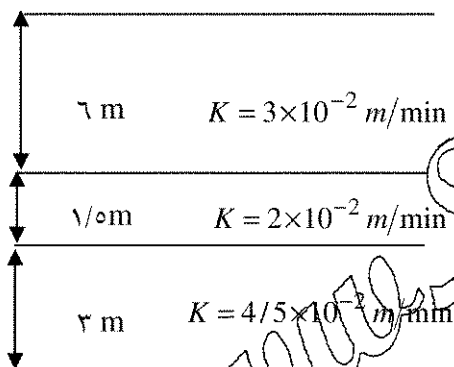 ٦ m K = 3×10⁻² m/min
١/٥m K = 2×10⁻² m/min
٣ m K = 4/5×10⁻² m/min